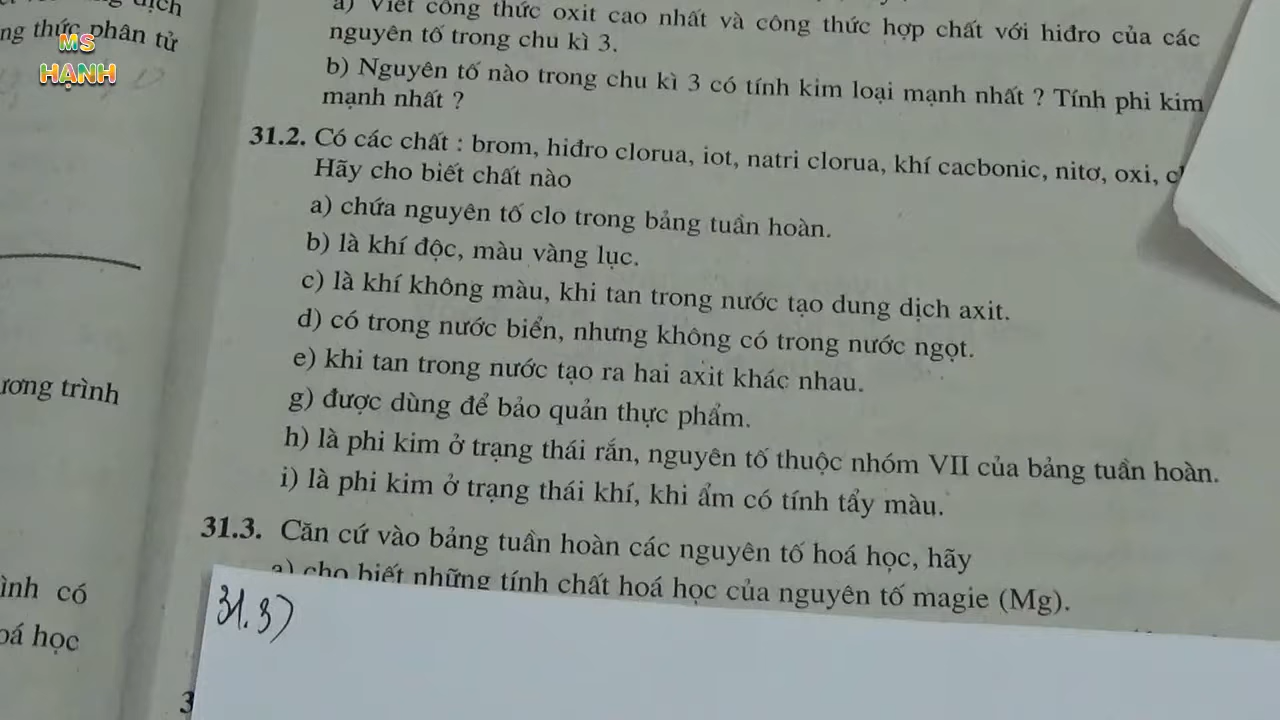 dịch
ng thức phân tử
MS
HẠNH
ương trình
ình có
oá học
a) Viết công thức oxit cao nhất và công thức hợp chất với hiđro của các
nguyên tố trong chu kì 3.
b) Nguyên tố nào trong chu kì 3 có tính kim loại mạnh nhất ? Tính phi kim
mạnh nhất ?
31.2. Có các chất : brom, hiđro clorua, iot, natri clorua, khí cacbonic, nitơ, oxi, c
Hãy cho biết chất nào
a) chứa nguyên tố clo trong bảng tuần hoàn.
b) là khí độc, màu vàng lục.
c) là khí không màu, khi tan trong nước tạo dung dịch axit.
d) có trong nước biển, nhưng không có trong nước ngọt.
e) khi tan trong nước tạo ra hai axit khác nhau.
g) được dùng để bảo quản thực phẩm.
h) là phi kim ở trạng thái rắn, nguyên tố thuộc nhóm VII của bảng tuần hoàn.
i) là phi kim ở trạng thái khí, khi ẩm có tính tẩy màu.
31.3. Căn cứ vào bảng tuần hoàn các nguyên tố hoá học, hãy
a) cho biết những tính chất hoá học của nguyên tố magie (Mg).
31.3)
3